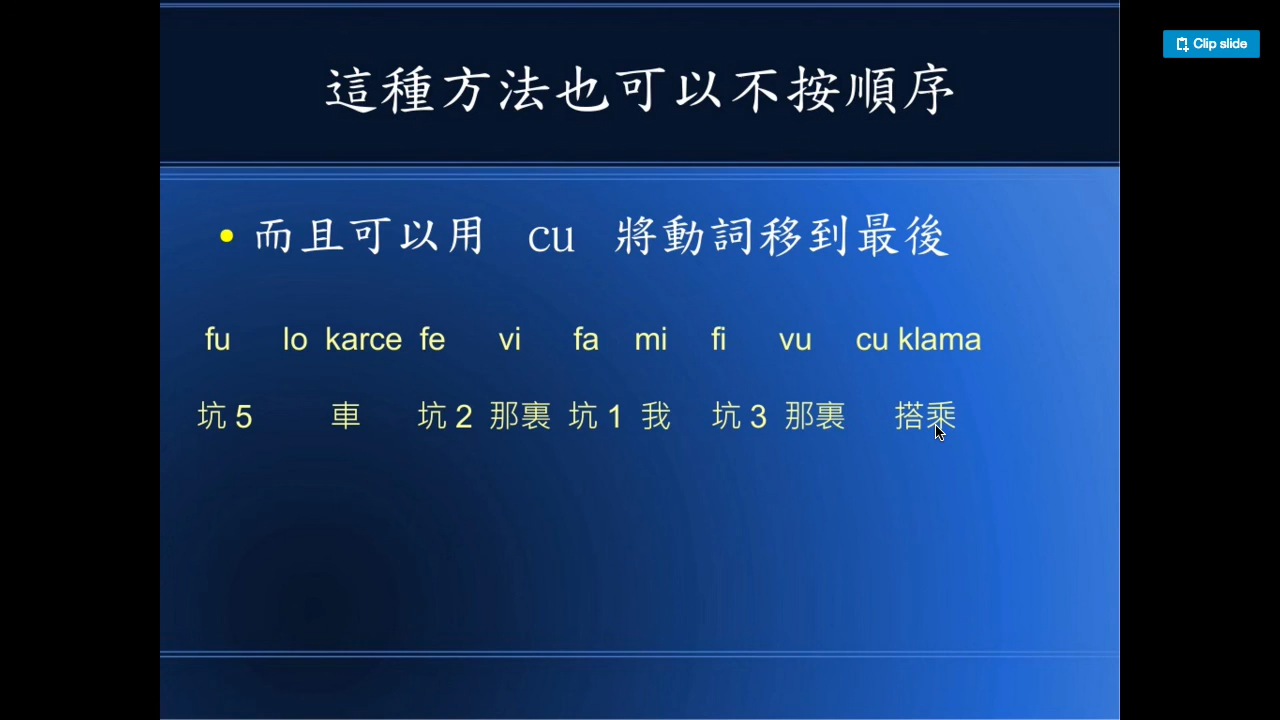 Clip slide
這種方法也可以不按順序
而且可以用 cu 將動詞移到最後
fu lo karce fe vi fa mi fi vu cu klama
坑 5 車 坑 2 那裏 坑 1 我 坑 3 那裏 搭乘